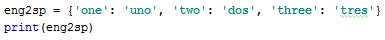 eng2sp = {'one': 'uno', 'two': 'dos', 'three': 'tres'}
print(eng2sp)